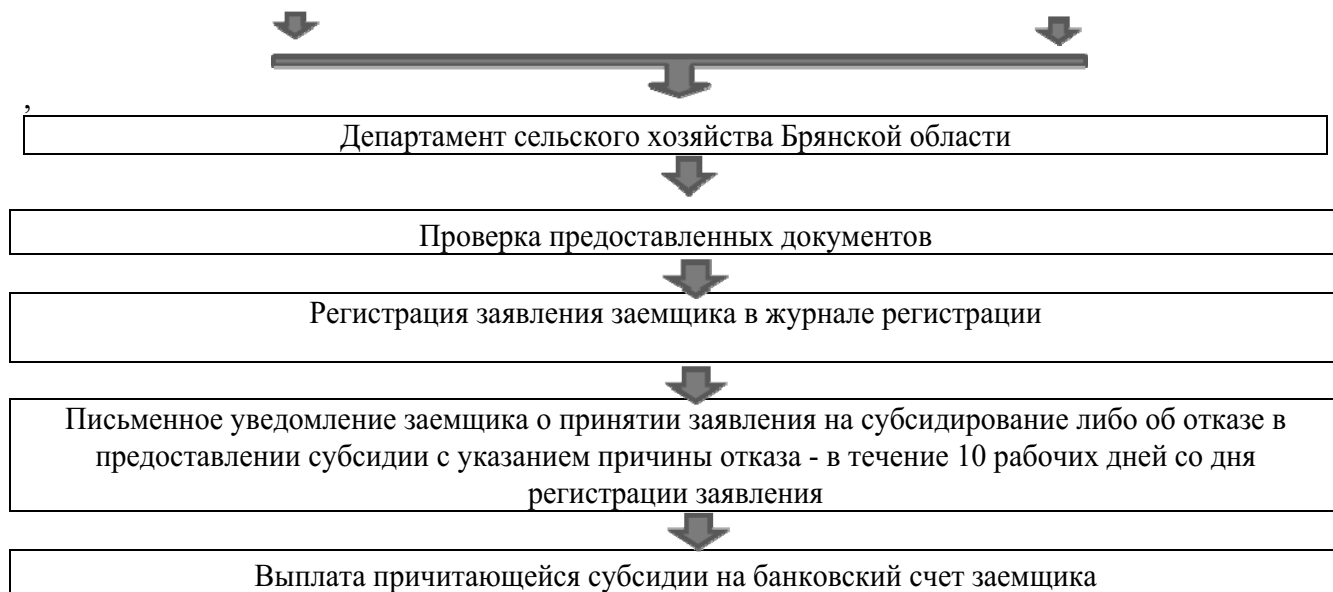 ,
Департамент сельского хозяйства Брянской области
Проверка предоставленных документов
Регистрация заявления заемщика в журнале регистрации
Письменное уведомление заемщика о принятии заявления на субсидирование либо об отказе в
предоставлении субсидии с указанием причины отказа - в течение 10 рабочих дней со дня
регистрации заявления
Выплата причитающейся субсидии на банковский счет заемщика